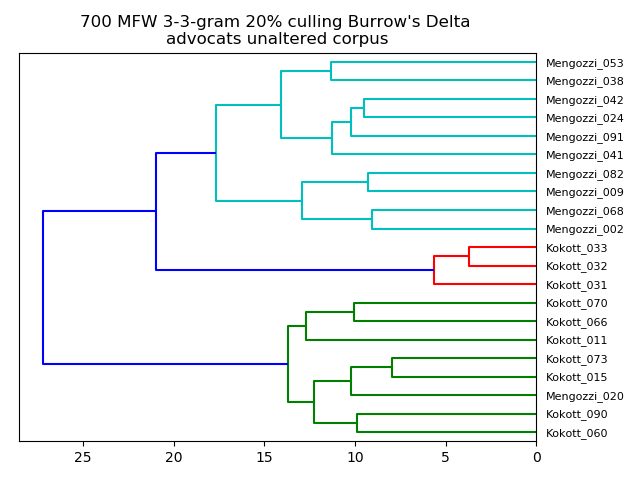 700 MFW 3-3-gram 20% culling Burrow's Delta
advocats unaltered corpus
Mengozzi_053
Mengozzi_038
Mengozzi_042
Mengozzi_024
Mengozzi_091
Mengozzi_041
Mengozzi_082
Mengozzi_009
Mengozzi_068
Mengozzi_002
Kokott_033
Kokott_032
Kokott_031
Kokott_070
Kokott_066
Kokott_011
Kokott_073
Kokott_015
Mengozzi_020
Kokott_090
Kokott_060
25 20 15 10 5 0